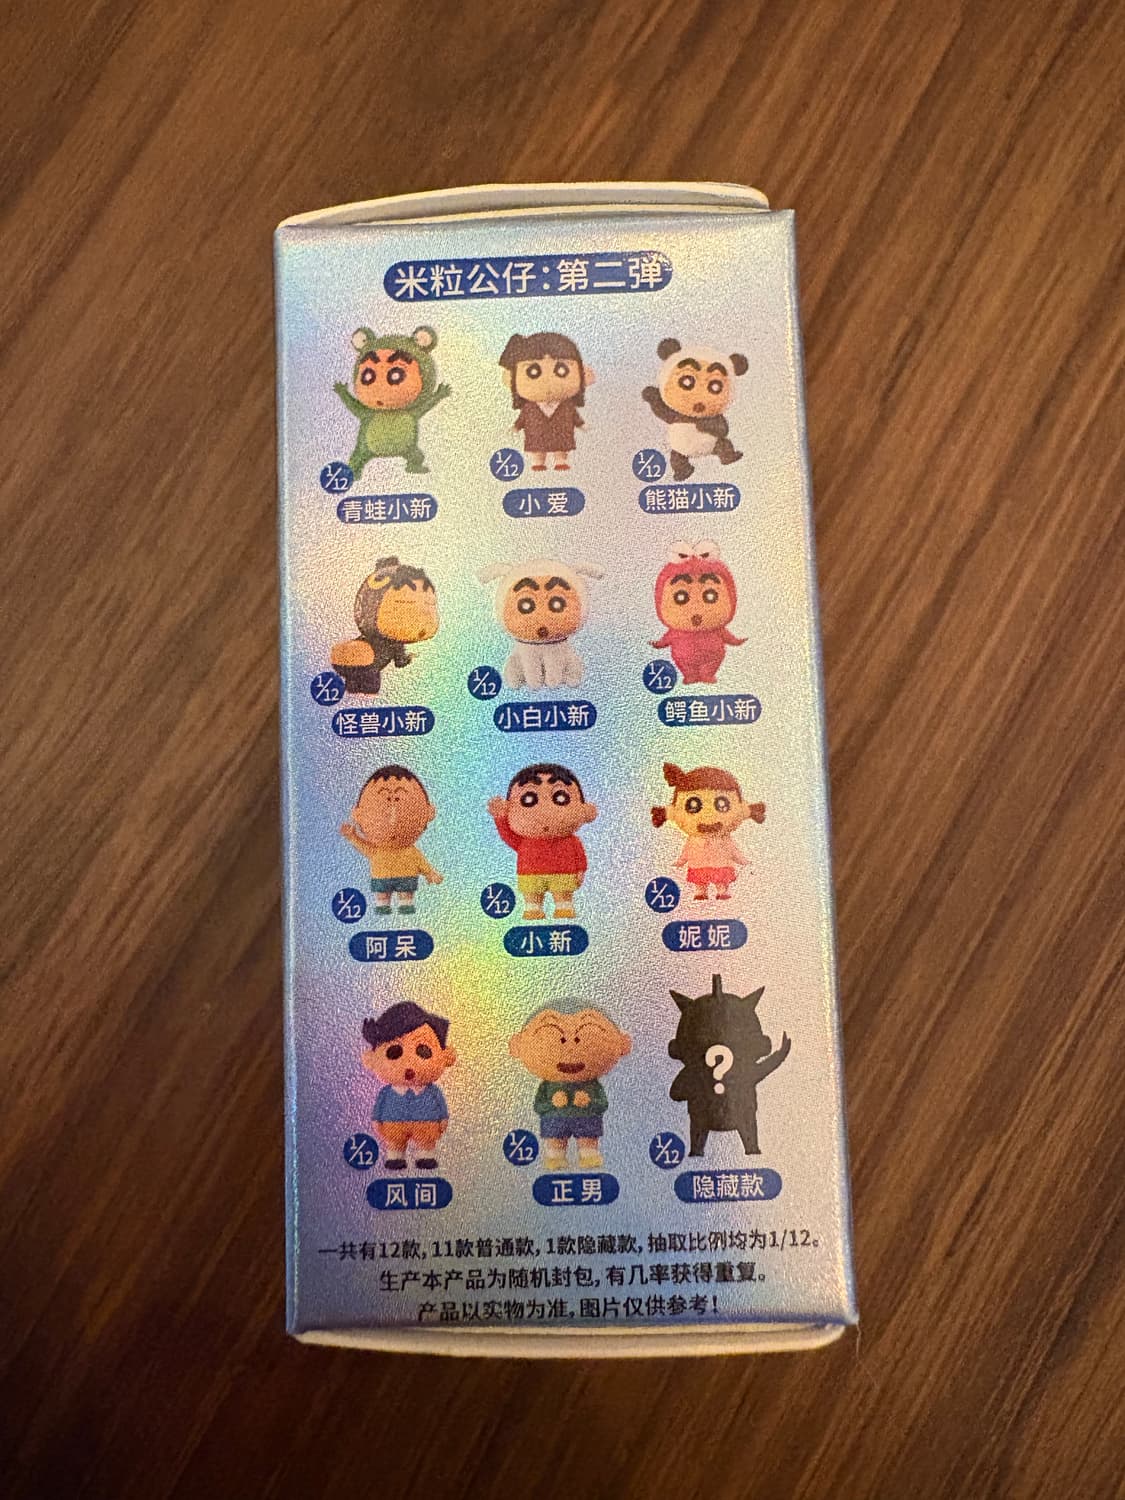 米粒公仔：第二弹
1/12 1/12 1/12
青蛙小新 小爱 熊猫小新
1/12 1/12 1/12
怪兽小新 小白小新 鳄鱼小新
1/12 1/12 1/12
阿呆 小新 妮妮
?
1/12 1/12 1/12
风间 正男 隐藏款
一共有12款，11款普通款，1款隐藏款，抽取比例均为1/12。
生产本产品为随机封包，有几率获得重复。
产品以实物为准，图片仅供参考！